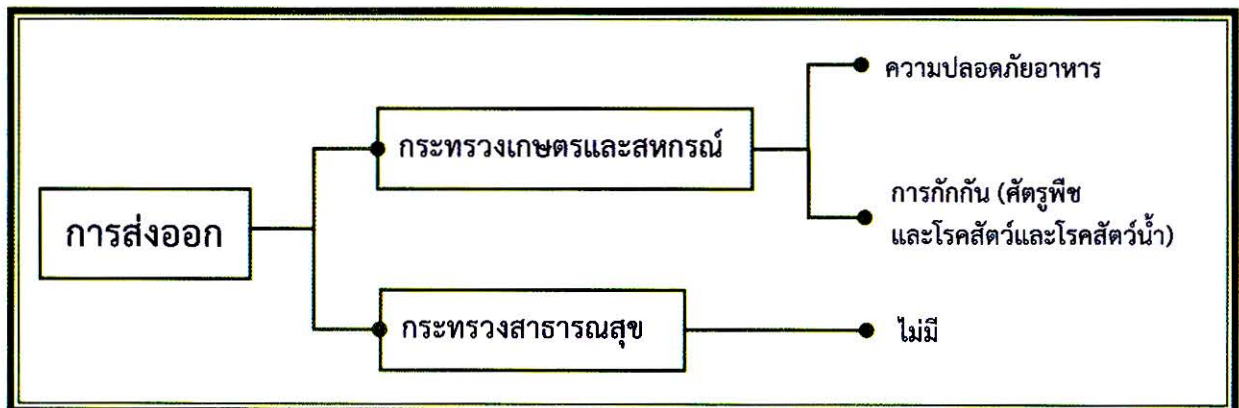 ความปลอดภัยอาหาร
กระทรวงเกษตรและสหกรณ์
การกักกัน (ศัตรูพืช
และโรคสัตว์และโรคสัตว์น้ำ)
การส่งออก
กระทรวงสาธารณสุข
ไม่มี